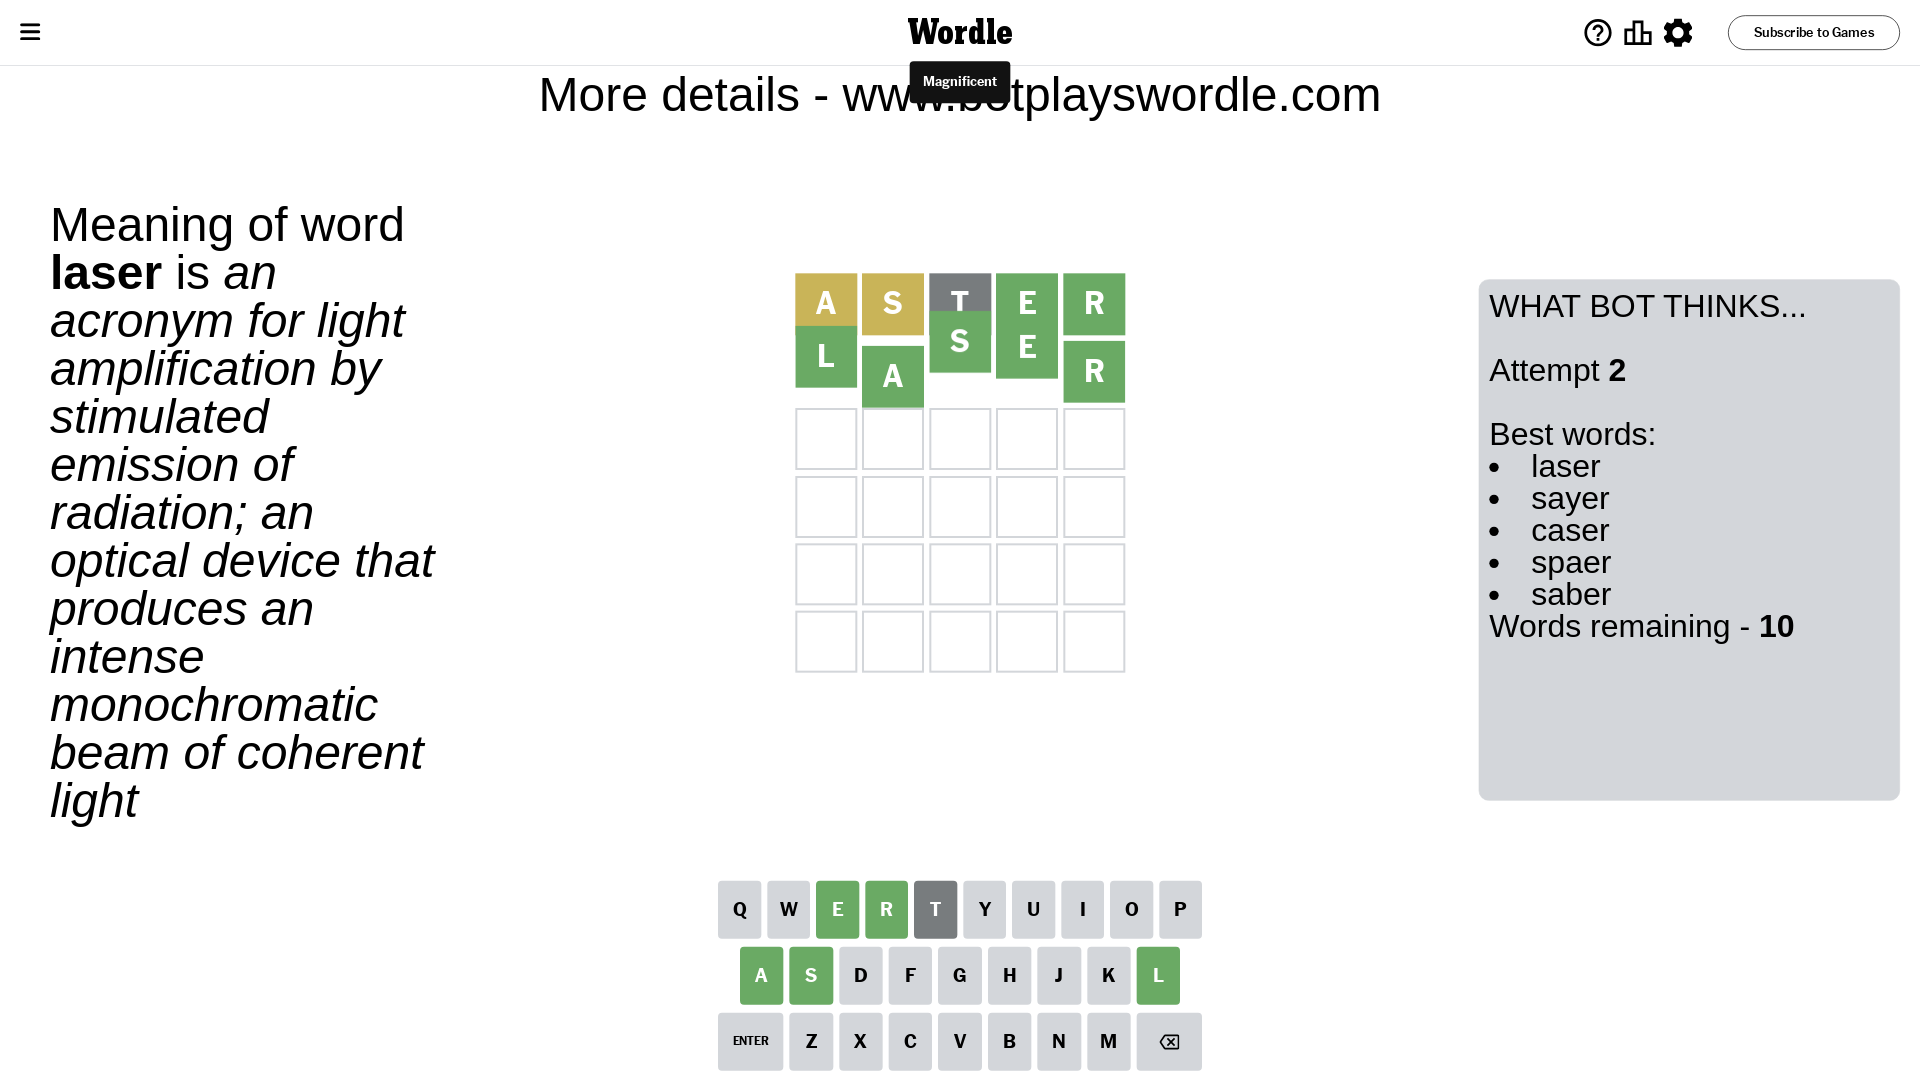 Wordle
Subscribe to Games
Magnificent
More details - www.botplayswordle.com
Meaning of word
laser is an
acronym for light
amplification by
stimulated
emission of
radiation; an
optical device that
produces an
intense
monochromatic
beam of coherent
light
A S T E R
L A S E R
WHAT BOT THINKS...
Attempt 2
Best words:
laser
sayer
caser
spaer
saber
Words remaining - 10
Q W E R T Y U I O P
A S D F G H J K L
ENTER Z X C V B N M